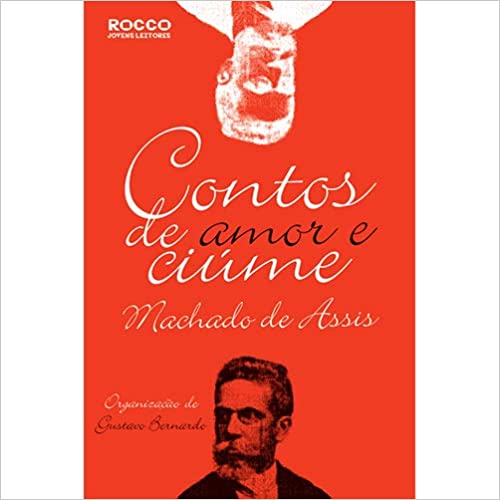 ROCCO
JOVENS LEITORES
Contos
de amor e
ciúme
Machado de Assis
Organização de
Gustavo Bernardo